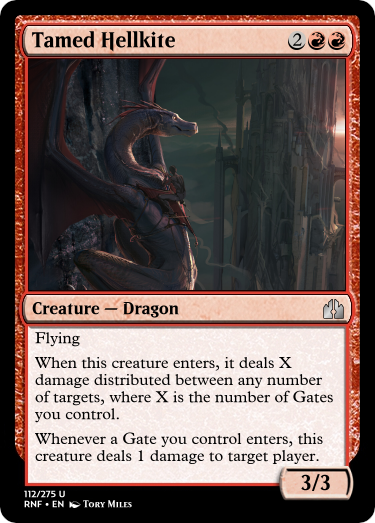 Tamed Hellkite 2
Creature — Dragon
Flying
When this creature enters, it deals X
damage distributed between any number
of targets, where X is the number of Gates
you control.
Whenever a Gate you control enters, this
creature deals 1 damage to target player.
3/3
112/275 U
RNF • EN Tory Miles